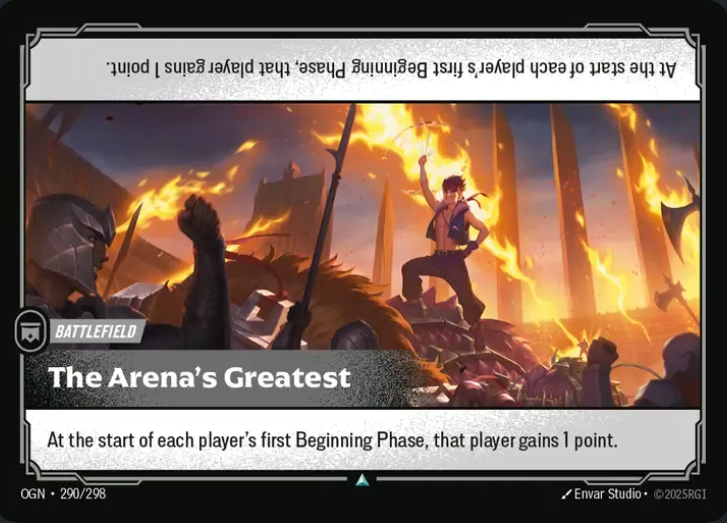 At the start of each player's first Beginning Phase, that player gains 1 point.
BATTLEFIELD
The Arena's Greatest
At the start of each player's first Beginning Phase, that player gains 1 point.
OGN • 290/298
Envar Studio • ©2025RGI